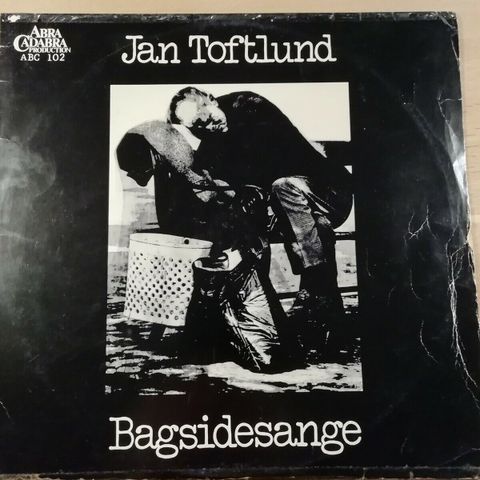 ABRA
CADABRA
PRODUCTION
ABC 102
Jan Toftlund
Bagsidesange